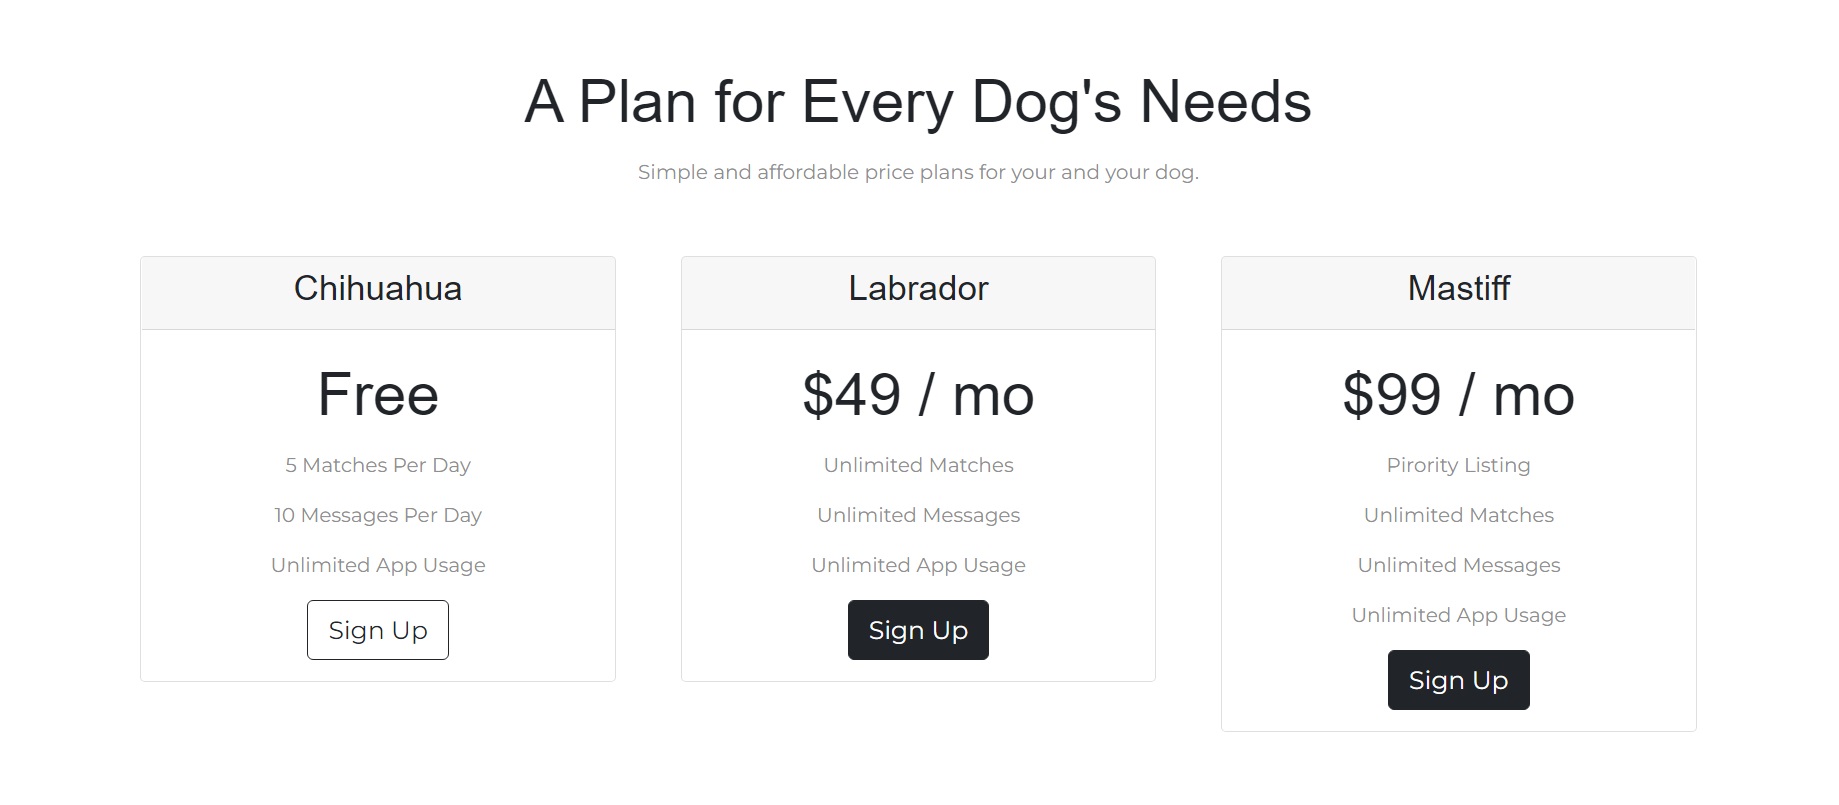 A Plan for Every Dog's Needs
Simple and affordable price plans for your and your dog.
Chihuahua
Free
5 Matches Per Day
10 Messages Per Day
Unlimited App Usage
Sign Up
Labrador
$49 / mo
Unlimited Matches
Unlimited Messages
Unlimited App Usage
Sign Up
Mastiff
$99 / mo
Pirority Listing
Unlimited Matches
Unlimited Messages
Unlimited App Usage
Sign Up